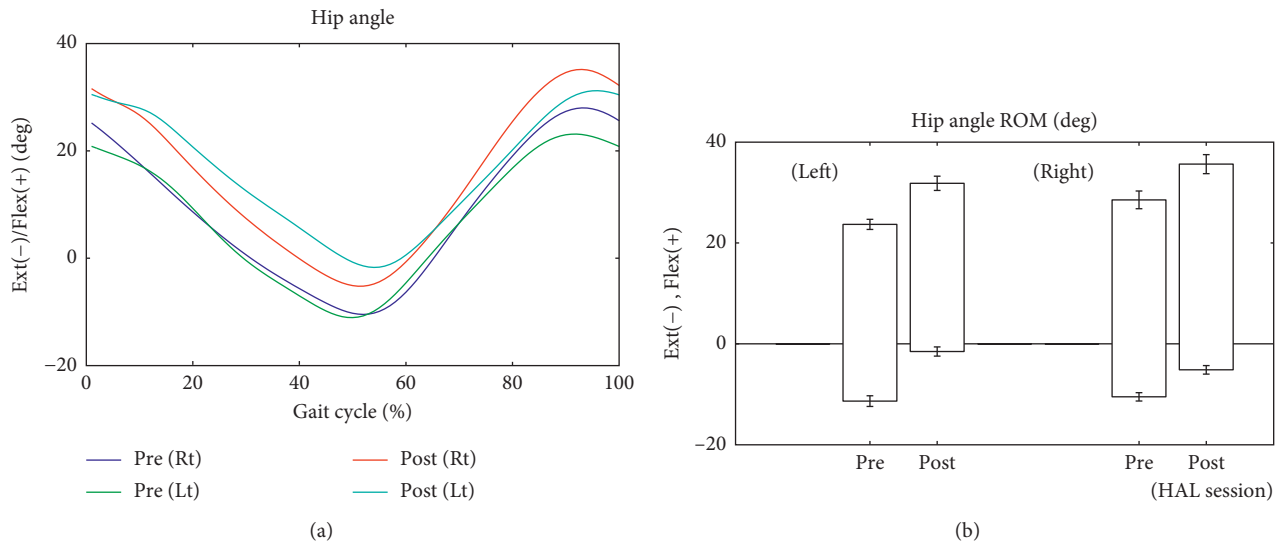 Hip angle
40
20
0
−20
Ext(−)/Flex(+) (deg)
0 20 40 60 80 100
Gait cycle (%)
Pre (Rt) Post (Rt)
Pre (Lt) Post (Lt)
(a)
Hip angle ROM (deg)
(Left) (Right)
40
20
0
−20
Ext(−) , Flex(+)
Pre Post Pre Post
(HAL session)
(b)